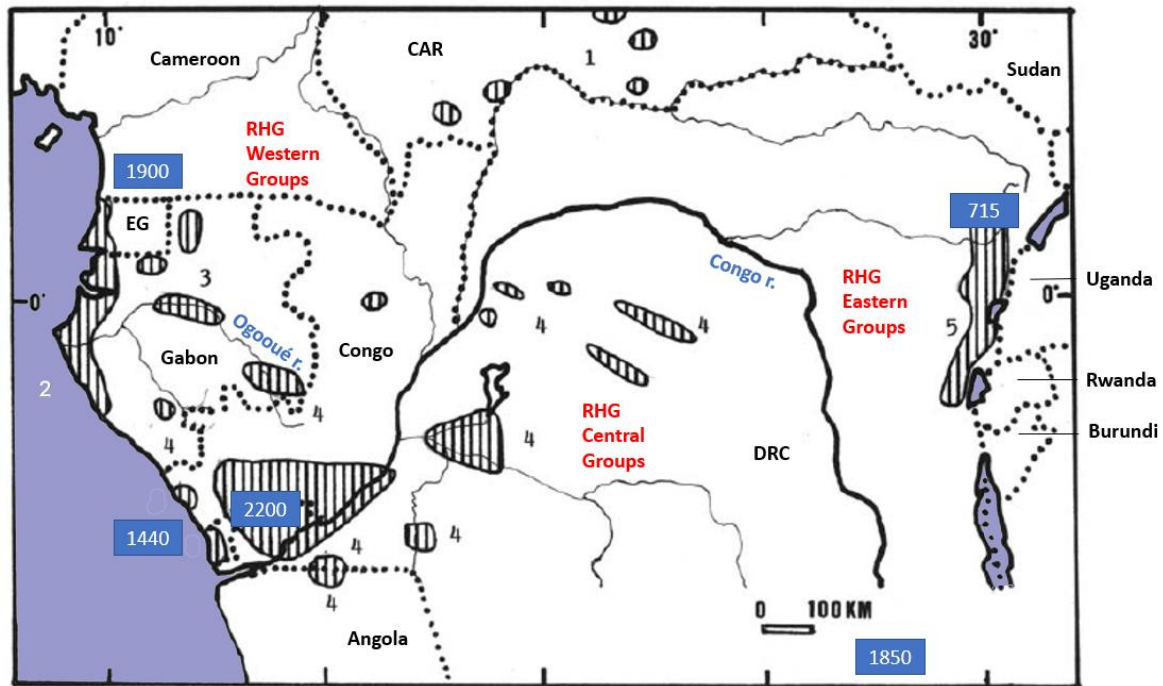 10°
30°
Cameroon
CAR
1
Sudan
RHG
Western
Groups
1900
715
EG
3
Congo r.
RHG
Eastern
Groups
Uganda
0°
0°
Ogooué r.
4
4
5
Gabon
Congo
2
Rwanda
4
4
4
RHG
Central
Groups
DRC
Burundi
2200
1440
4
4
4
0 100 KM
Angola
1850